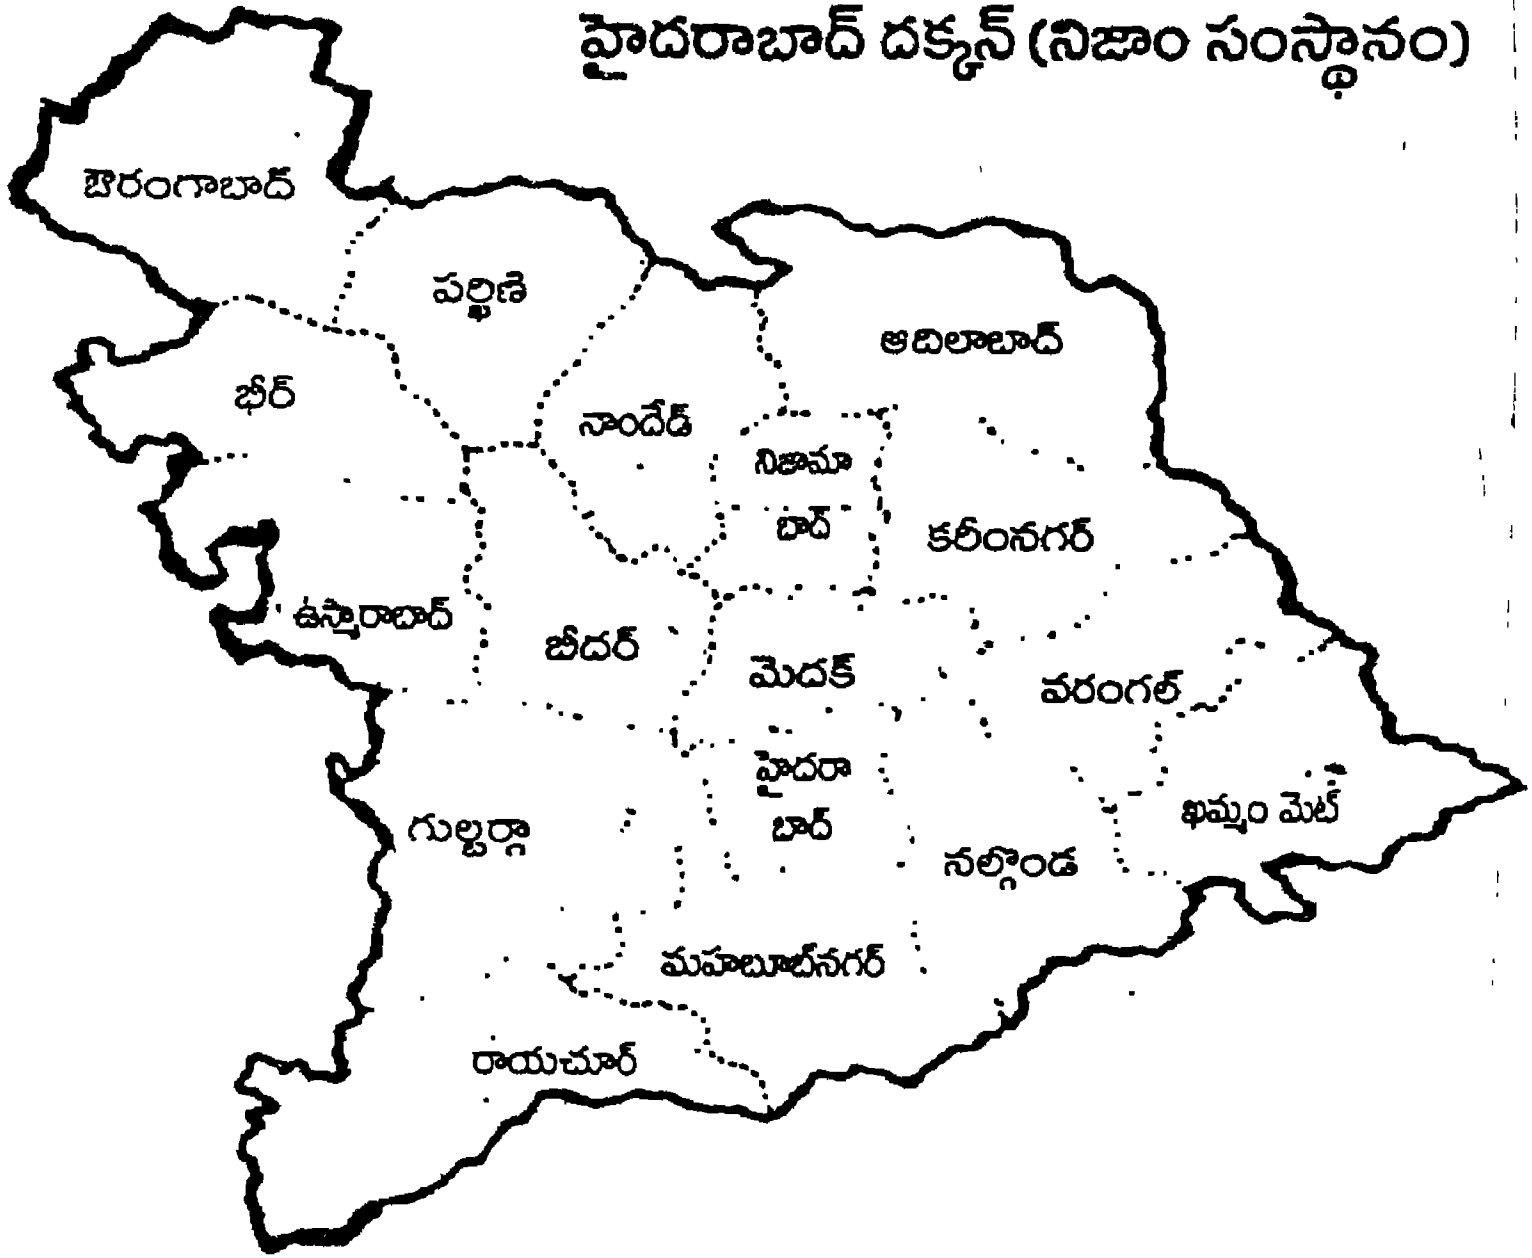 హైదరాబాద్ దక్కన్ (నిజాం సంస్థానం)
ఔరంగాబాద్
పర్భిణి
ఆదిలాబాద్
భీర్
నాందేడ్
నిజామా
బాద్
కరీంనగర్
ఉస్మారాబాద్
బీదర్
మెదక్
వరంగల్
హైదరా
బాద్
ఖమ్మం మెట్
గుల్బర్గా
నల్గొండ
మహబూబ్‌నగర్
రాయచూర్